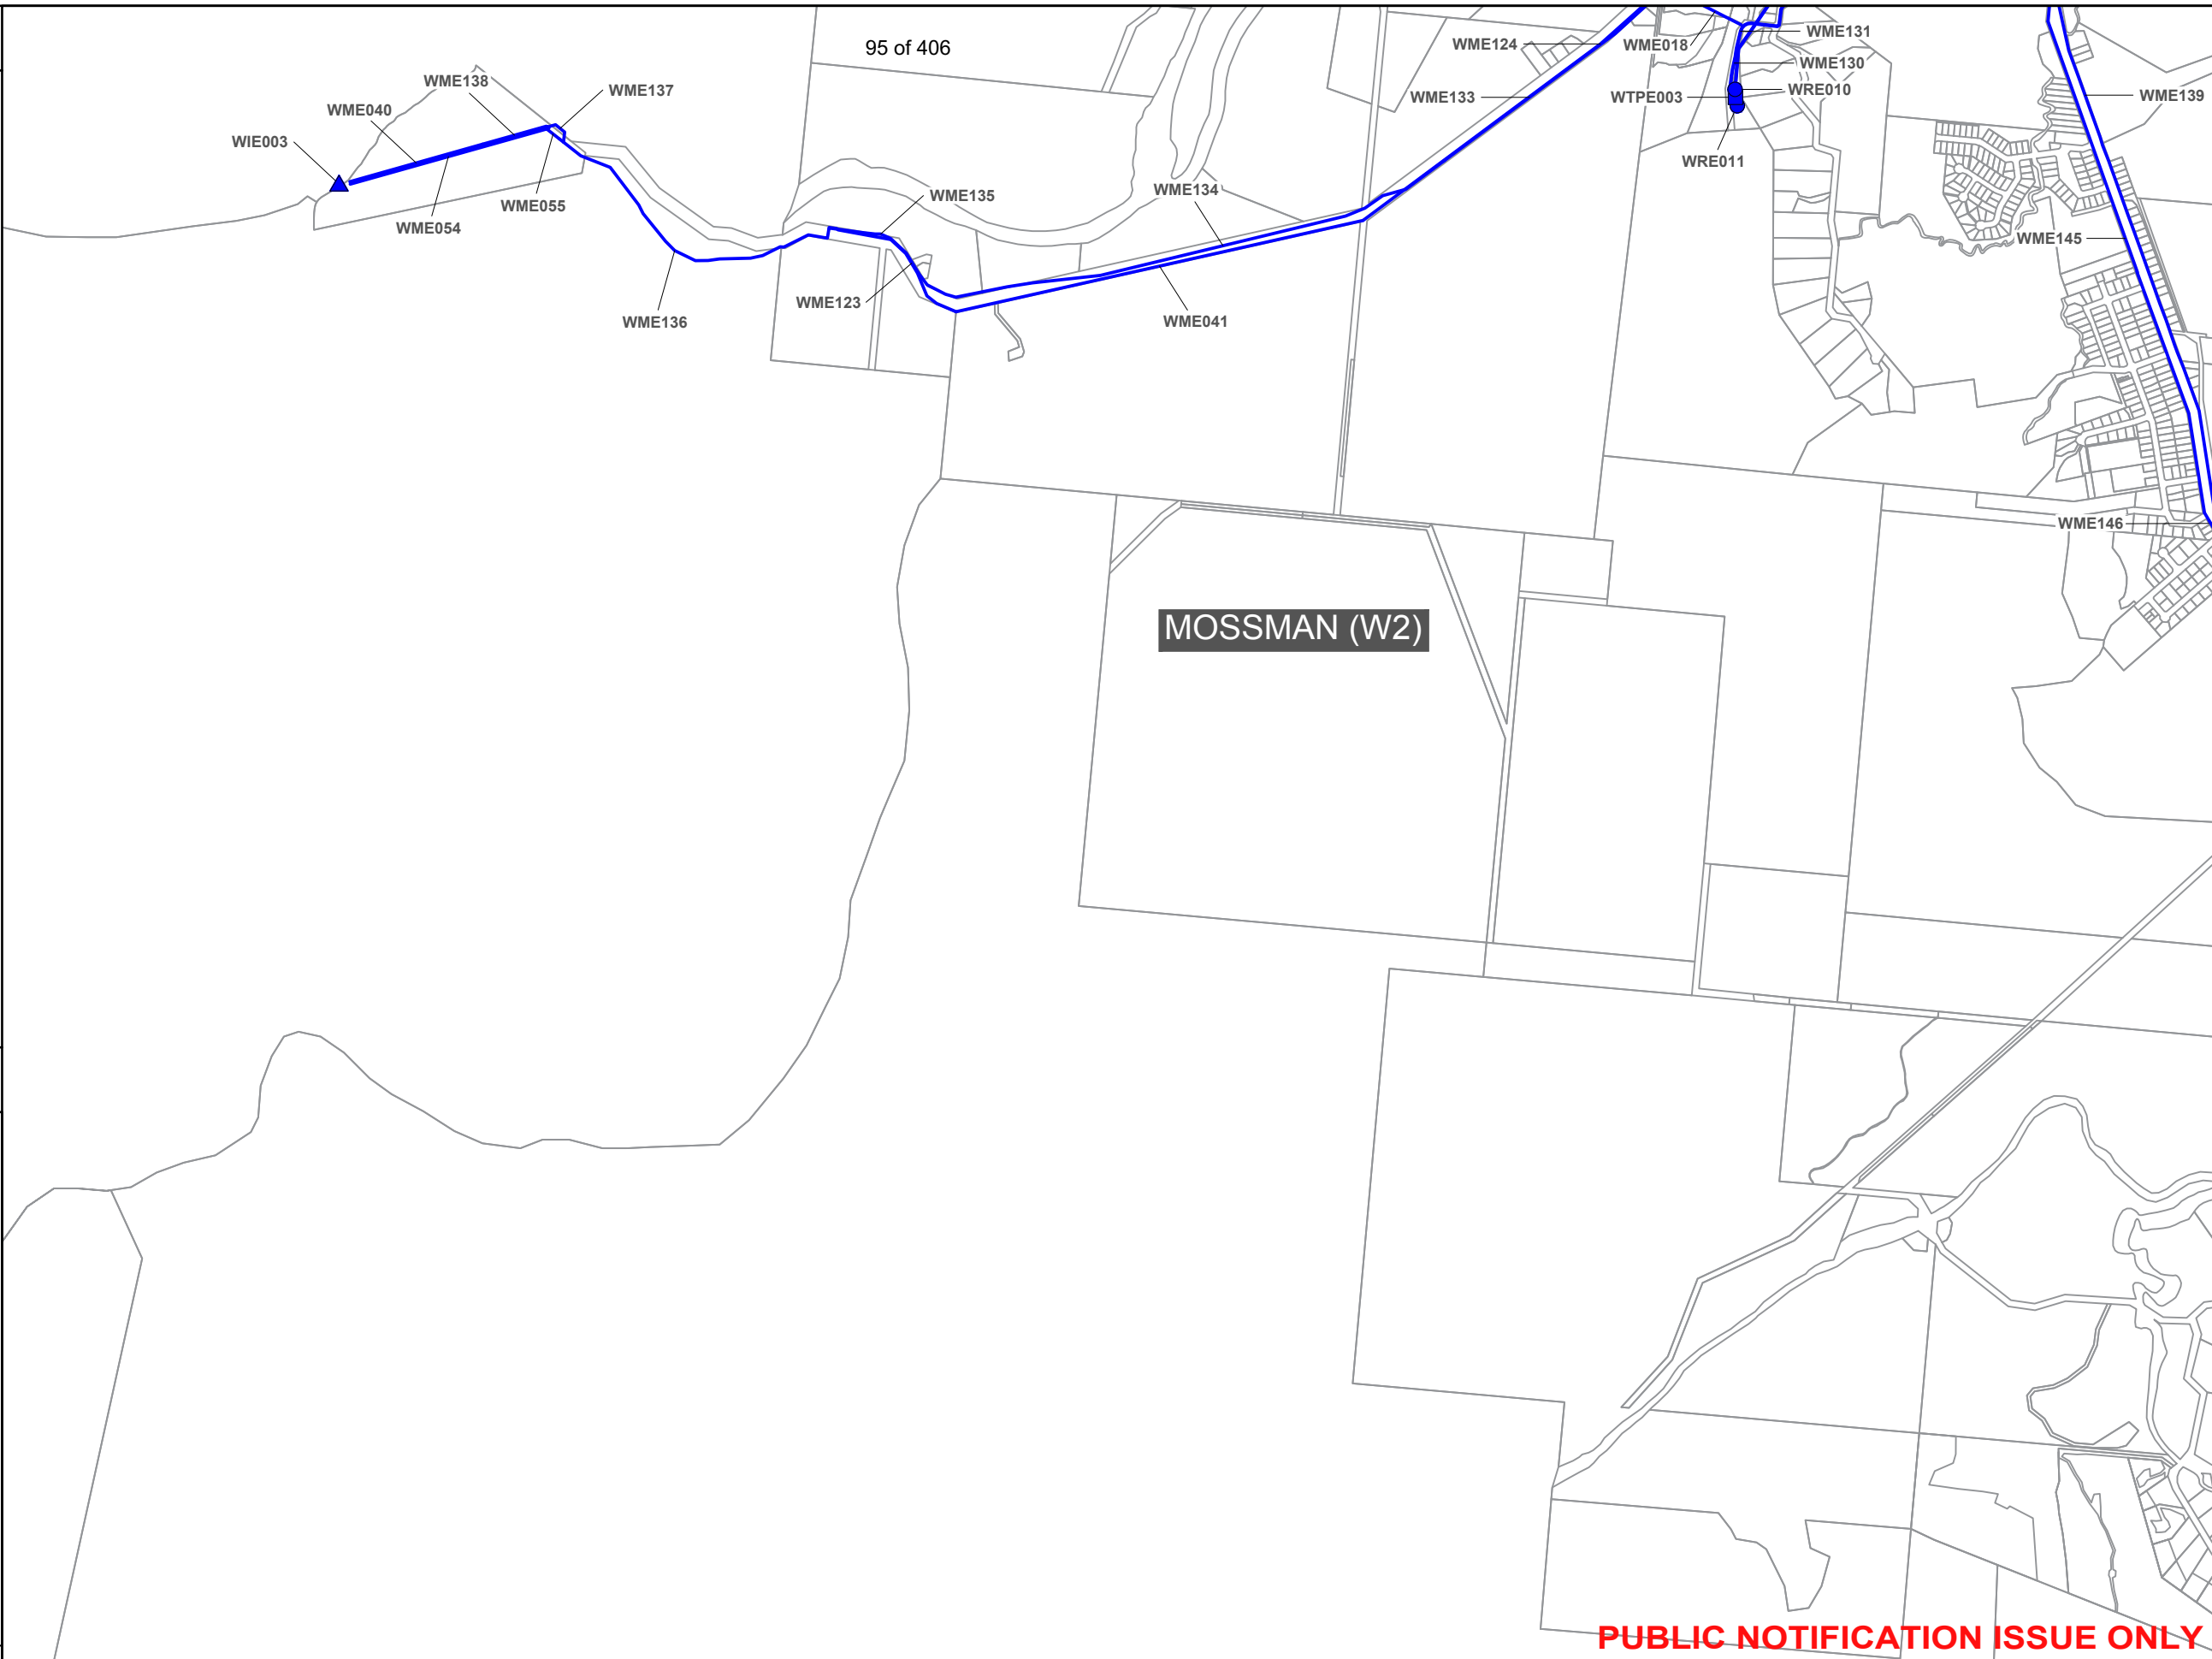 95 of 406
WME124
WME018
WME131
WME130
WME138
WME137
WRE010
WME040
WME133
WTPE003
WME139
WIE003
WRE011
WME134
WME135
WME055
WME054
WME145
WME123
WME136
WME041
WME146
MOSSMAN (W2)
PUBLIC NOTIFICATION ISSUE ONLY